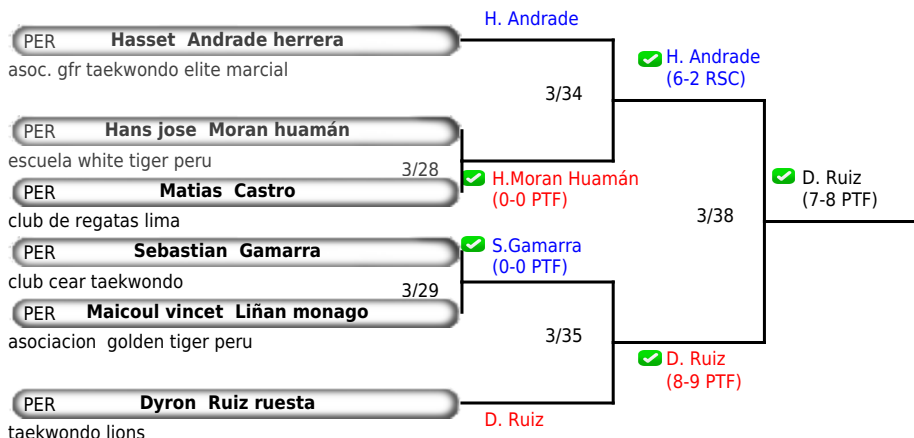 H. Andrade
PER Hasset Andrade herrera
asoc. gfr taekwondo elite marcial
H. Andrade
(6-2 RSC)
3/34
PER Hans jose Moran huamán
escuela white tiger peru
3/28
H.Moran Huamán
(0-0 PTF)
PER Matias Castro
club de regatas lima
D. Ruiz
(7-8 PTF)
3/38
PER Sebastian Gamarra
club cear taekwondo
S.Gamarra
(0-0 PTF)
3/29
PER Maicoul vincet Liñan monago
asociacion golden tiger peru
3/35
D. Ruiz
(8-9 PTF)
PER Dyron Ruiz ruesta
taekwondo lions
D. Ruiz